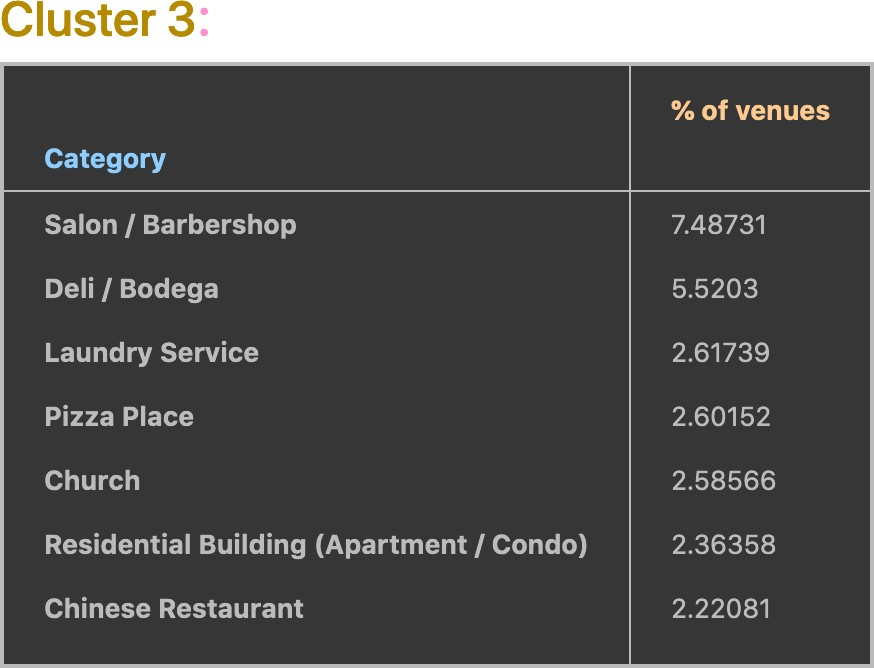 Cluster 3:
% of venues
Category
Salon / Barbershop 7.48731
Deli / Bodega 5.5203
Laundry Service 2.61739
Pizza Place 2.60152
Church 2.58566
Residential Building (Apartment / Condo) 2.36358
Chinese Restaurant 2.22081